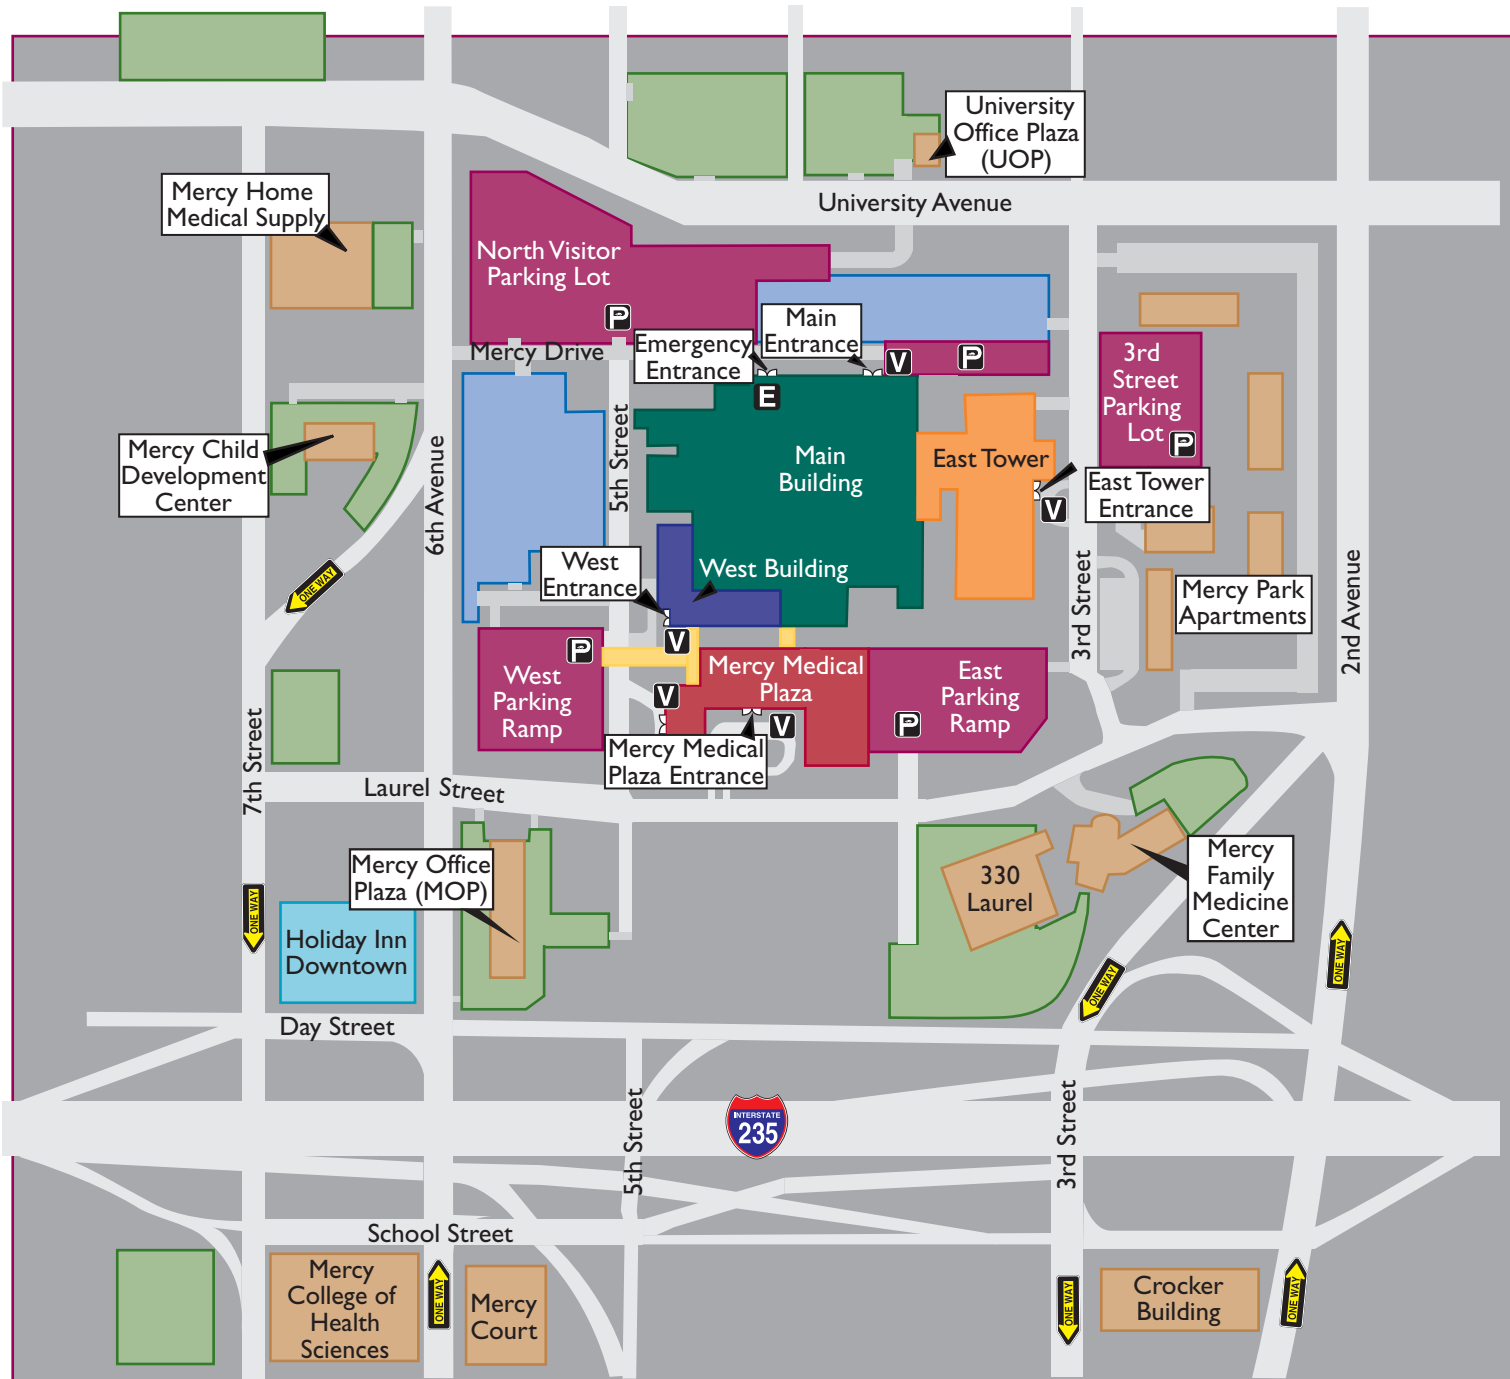 University
Office Plaza
(UOP)
Mercy Home
Medical Supply
University Avenue
North Visitor
Parking Lot
P
Main
Entrance
Emergency
Entrance
Mercy Drive
V
P
E
3rd
Street
Parking
Lot
P
Mercy Child
Development
Center
6th Avenue
5th Street
Main
Building
East Tower
East Tower
Entrance
V
West
Entrance
West Building
ONE WAY
3rd Street
2nd Avenue
Mercy Park
Apartments
P
V
West
Parking
Ramp
V
Mercy Medical
Plaza
V
East
Parking
Ramp
P
Mercy Medical
Plaza Entrance
7th Street
Laurel Street
Mercy Office
Plaza (MOP)
330
Laurel
Mercy
Family
Medicine
Center
ONE WAY
Holiday Inn
Downtown
ONE WAY
ONE WAY
Day Street
5th Street
INTERSTATE
235
3rd Street
School Street
Mercy
College of
Health
Sciences
ONE WAY
Mercy
Court
ONE WAY
Crocker
Building
ONE WAY